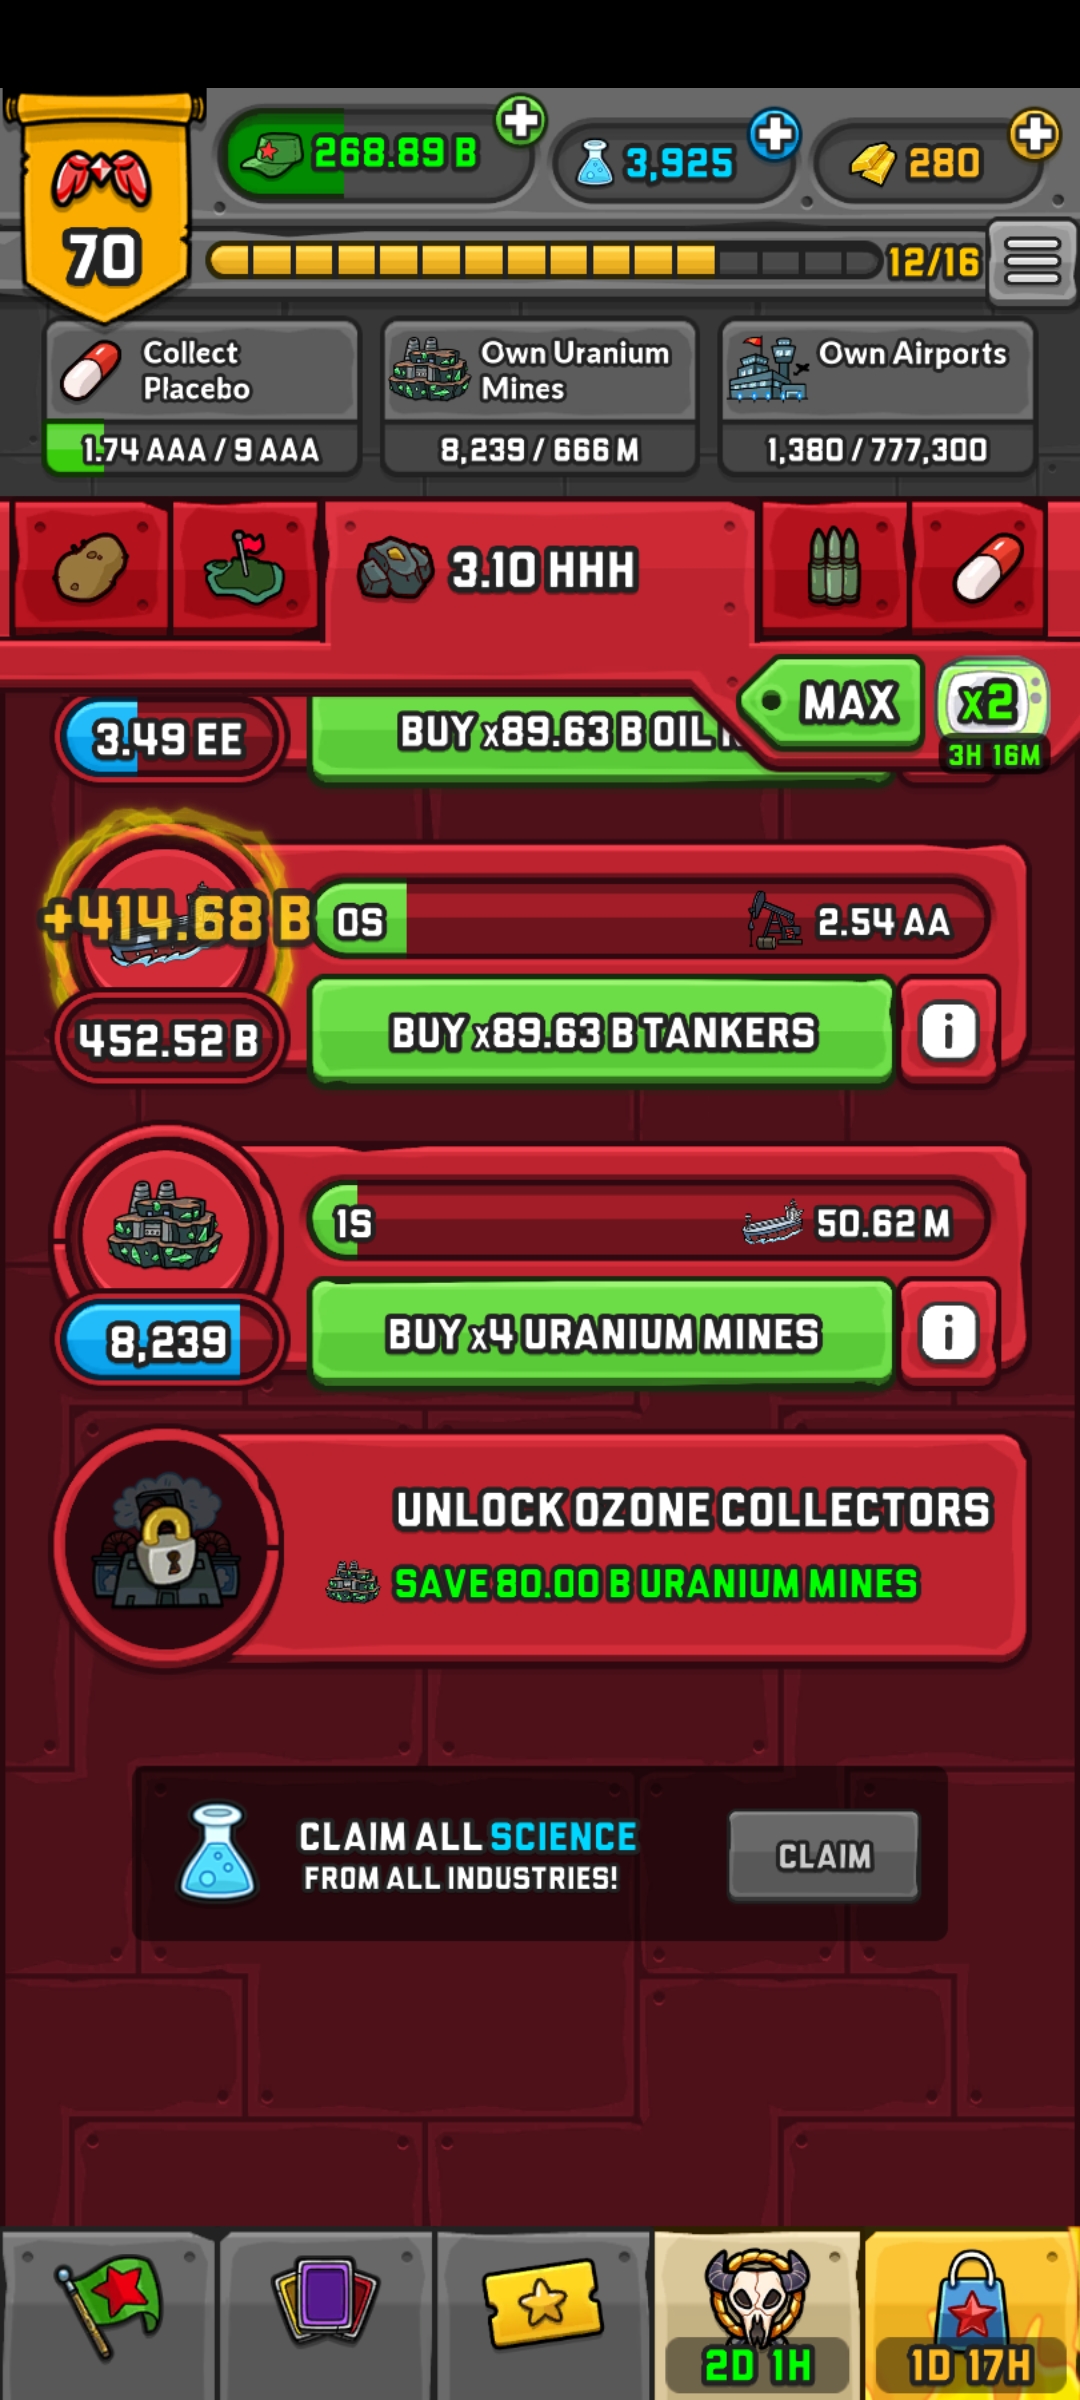 268.89 B
3,925
280
70
12/16
Collect
Placebo
Own Uranium
Mines
Own Airports
1.74 AAA / 9 AAA
8,239 / 666 M
1,380 / 777,300
3.10 HHH
MAX
x2
3H 16M
3.49 EE
BUY x89.63 B OIL
+414.68 B
0S
2.54 AA
452.52 B
BUY x89.63 B TANKERS
i
1S
50.62 M
8,239
BUY x4 URANIUM MINES
i
UNLOCK OZONE COLLECTORS
SAVE 80.00 B URANIUM MINES
CLAIM ALL SCIENCE
FROM ALL INDUSTRIES!
CLAIM
2D 1H
1D 17H